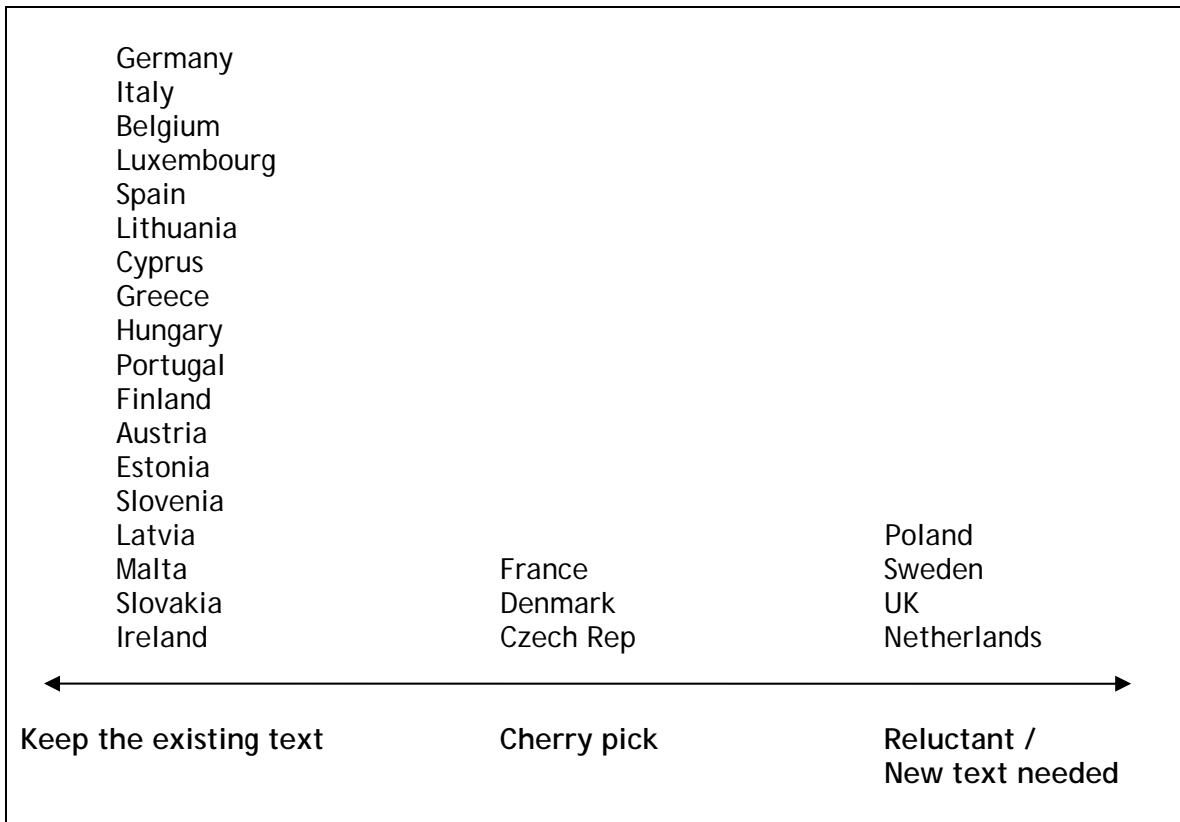 Germany
Italy
Belgium
Luxembourg
Spain
Lithuania
Cyprus
Greece
Hungary
Portugal
Finland
Austria
Estonia
Slovenia
Latvia
Malta
Slovakia
Ireland
France
Denmark
Czech Rep
Poland
Sweden
UK
Netherlands
Keep the existing text
Cherry pick
Reluctant /
New text needed